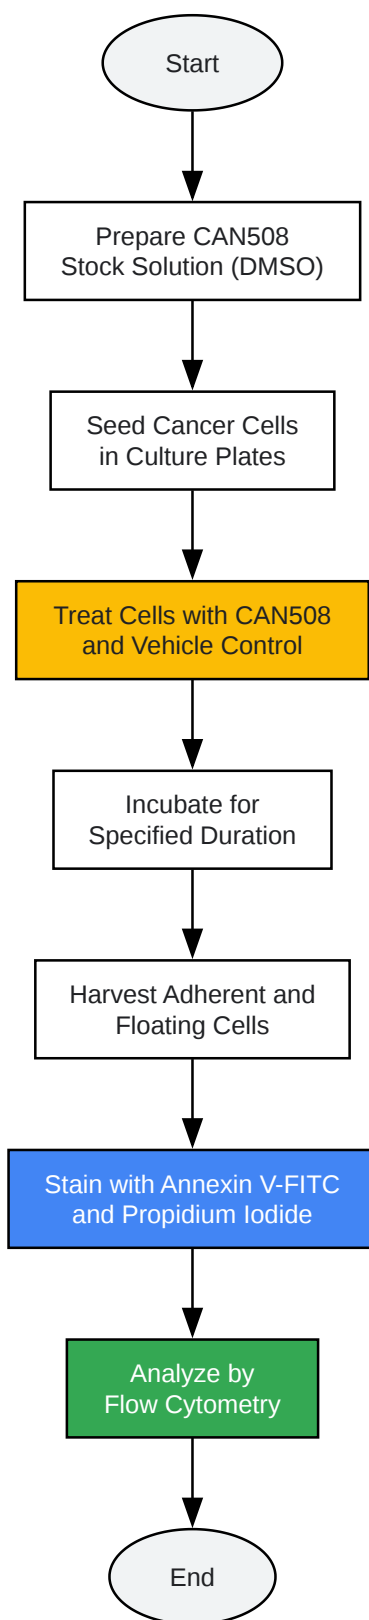 Start
Prepare CAN508
Stock Solution (DMSO)
Seed Cancer Cells
in Culture Plates
Treat Cells with CAN508
and Vehicle Control
Incubate for
Specified Duration
Harvest Adherent and
Floating Cells
Stain with Annexin V-FITC
and Propidium Iodide
Analyze by
Flow Cytometry
End